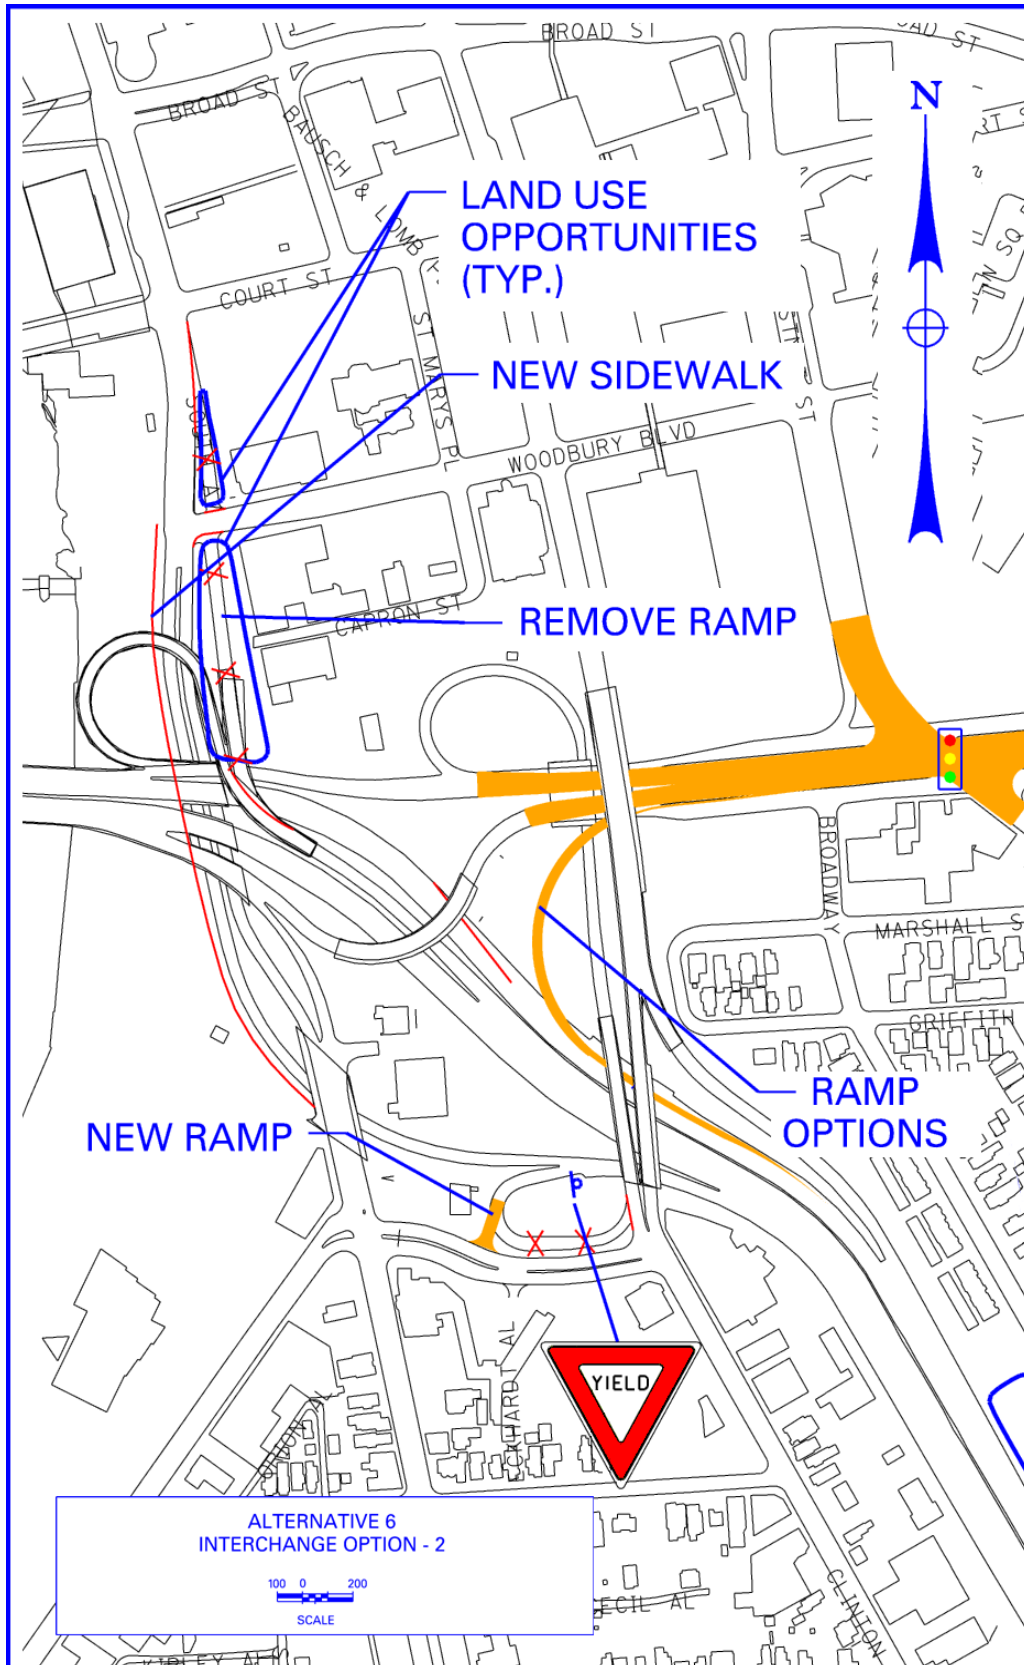 BROAD ST
BROAD ST
BAUSCH &
LOMB
N
LAND USE
OPPORTUNITIES
(TYP.)
COURT ST
ST MARYS PL
NEW SIDEWALK
WOODBURY BLVD
CAPRON ST
REMOVE RAMP
BROADWAY
MARSHALL S
GRIFFITH
RAMP
OPTIONS
NEW RAMP
YIELD
ALTERNATIVE 6
INTERCHANGE OPTION - 2
100 0 200
SCALE
CLINTON